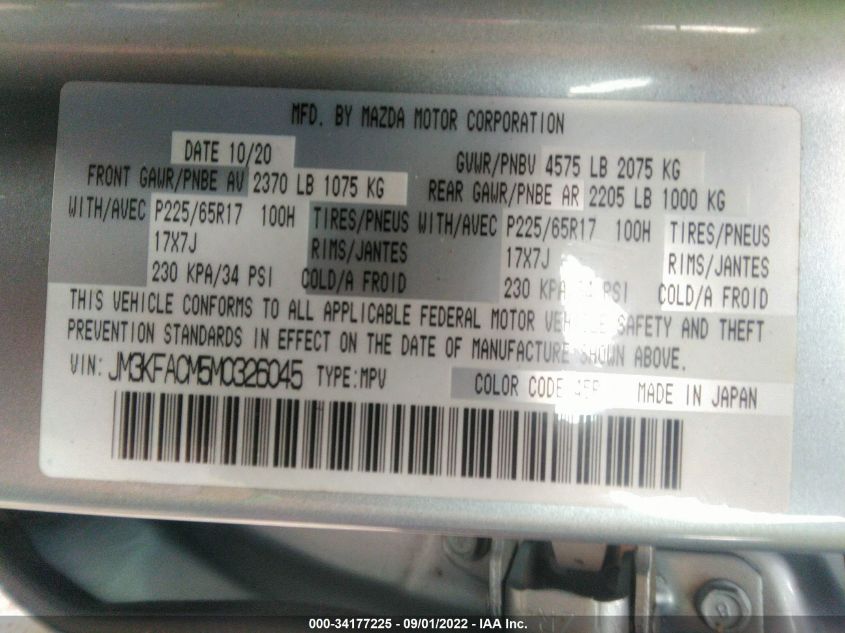 MFD. BY MAZDA MOTOR CORPORATION
DATE 10/20 GVWR/PNBV 4575 LB 2075 KG
FRONT GAWR/PNBE AV 2370 LB 1075 KG REAR GAWR/PNBE AR 2205 LB 1000 KG
WITH/AVEC P225/65R17 100H TIRES/PNEUS WITH/AVEC P225/65R17 100H TIRES/PNEUS
17X7J RIMS/JANTES 17X7J RIMS/JANTES
230 KPA/34 PSI COLD/A FROID 230 KPA/34 PSI COLD/A FROID
THIS VEHICLE CONFORMS TO ALL APPLICABLE FEDERAL MOTOR VEHICLE SAFETY AND THEFT
PREVENTION STANDARDS IN EFFECT ON THE DATE OF MANUFACTURE SHOWN ABOVE.
VIN: JM3KFACM5M0326045 TYPE:MPV COLOR CODE MADE IN JAPAN
000-34177225 - 09/01/2022 - IAA Inc.